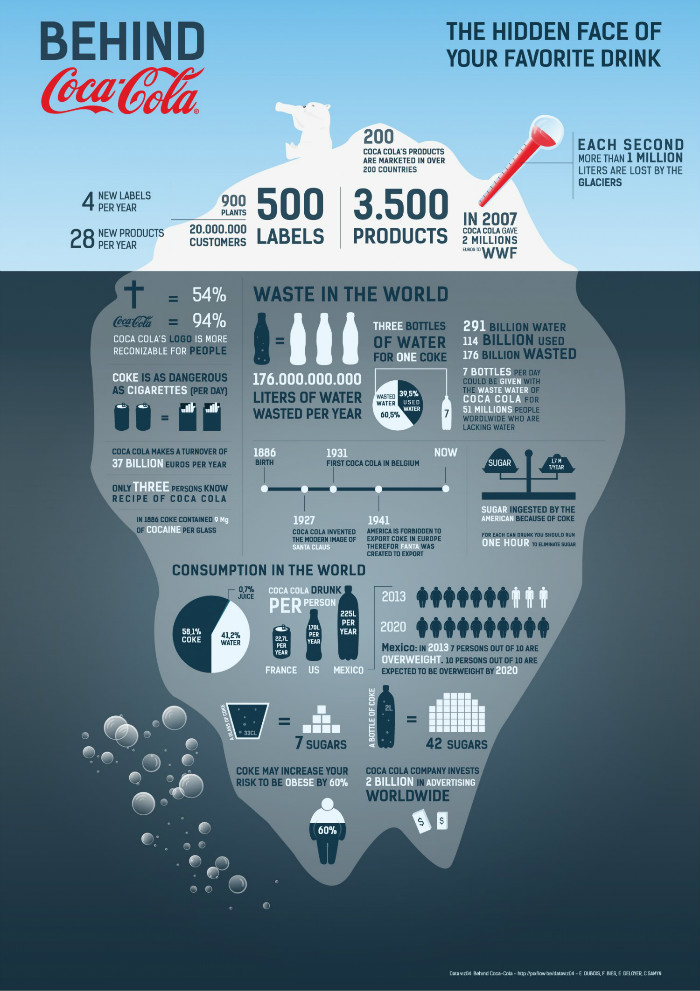 BEHIND
Coca-Cola
THE HIDDEN FACE OF
YOUR FAVORITE DRINK
200
COCA COLA'S PRODUCTS
ARE MARKETED IN OVER
200 COUNTRIES
EACH SECOND
MORE THAN 1 MILLION
LITERS ARE LOST BY THE
GLACIERS
4 NEW LABELS
PER YEAR
28 NEW PRODUCTS
PER YEAR
900
PLANTS
20.000.000
CUSTOMERS
500
LABELS
3.500
PRODUCTS
IN 2007
COCA COLA GAVE
2 MILLIONS
WWF
= 54%
Coca-Cola = 94%
COCA COLA'S LOGO IS MORE
RECONIZABLE FOR PEOPLE
COKE IS AS DANGEROUS
AS CIGARETTES (PER DAY)
=
COCA COLA MAKES A TURNOVER OF
37 BILLION EUROS PER YEAR
ONLY THREE PERSONS KNOW
RECIPE OF COCA COLA
IN 1886 COKE CONTAINED 9 Mg
OF COCAINE PER GLASS
WASTE IN THE WORLD
=
176.000.000.000
LITERS OF WATER
WASTED PER YEAR
THREE BOTTLES
OF WATER
FOR ONE COKE
WASTED
WATER
60,5%
39,5%
USED
WATER
7
291 BILLION WATER
114 BILLION USED
176 BILLION WASTED
7 BOTTLES PER DAY
COULD BE GIVEN WITH
THE WASTE WATER OF
COCA COLA FOR
51 MILLIONS PEOPLE
WORLDWIDE WHO ARE
LACKING WATER
1886
BIRTH
1931
FIRST COCA COLA IN BELGIUM
NOW
1927
COCA COLA INVENTED
THE MODERN IMAGE OF
SANTA CLAUS
1941
AMERICA IS FORBIDDEN TO
EXPORT COKE IN EUROPE
THEREFOR FANTA WAS
CREATED TO EXPORT
SUGAR
1,7 M
T/YEAR
SUGAR INGESTED BY THE
AMERICAN BECAUSE OF COKE
FOR EACH CAN DRUNK YOU SHOULD RUN
ONE HOUR TO ELIMINATE SUGAR
CONSUMPTION IN THE WORLD
0,7%
JUICE
58,1%
COKE
41,2%
WATER
COCA COLA DRUNK
PER PERSON
22,7L
PER
YEAR
FRANCE
170L
PER
YEAR
US
225L
PER
YEAR
MEXICO
2013
2020
Mexico: IN 2013 7 PERSONS OUT OF 10 ARE
OVERWEIGHT. 10 PERSONS OUT OF 10 ARE
EXPECTED TO BE OVERWEIGHT BY 2020
33CL
=
7 SUGARS
A BOTTLE OF COKE
2L
=
42 SUGARS
COKE MAY INCREASE YOUR
RISK TO BE OBESE BY 60%
60%
COCA COLA COMPANY INVESTS
2 BILLION IN ADVERTISING
WORLDWIDE
$ $